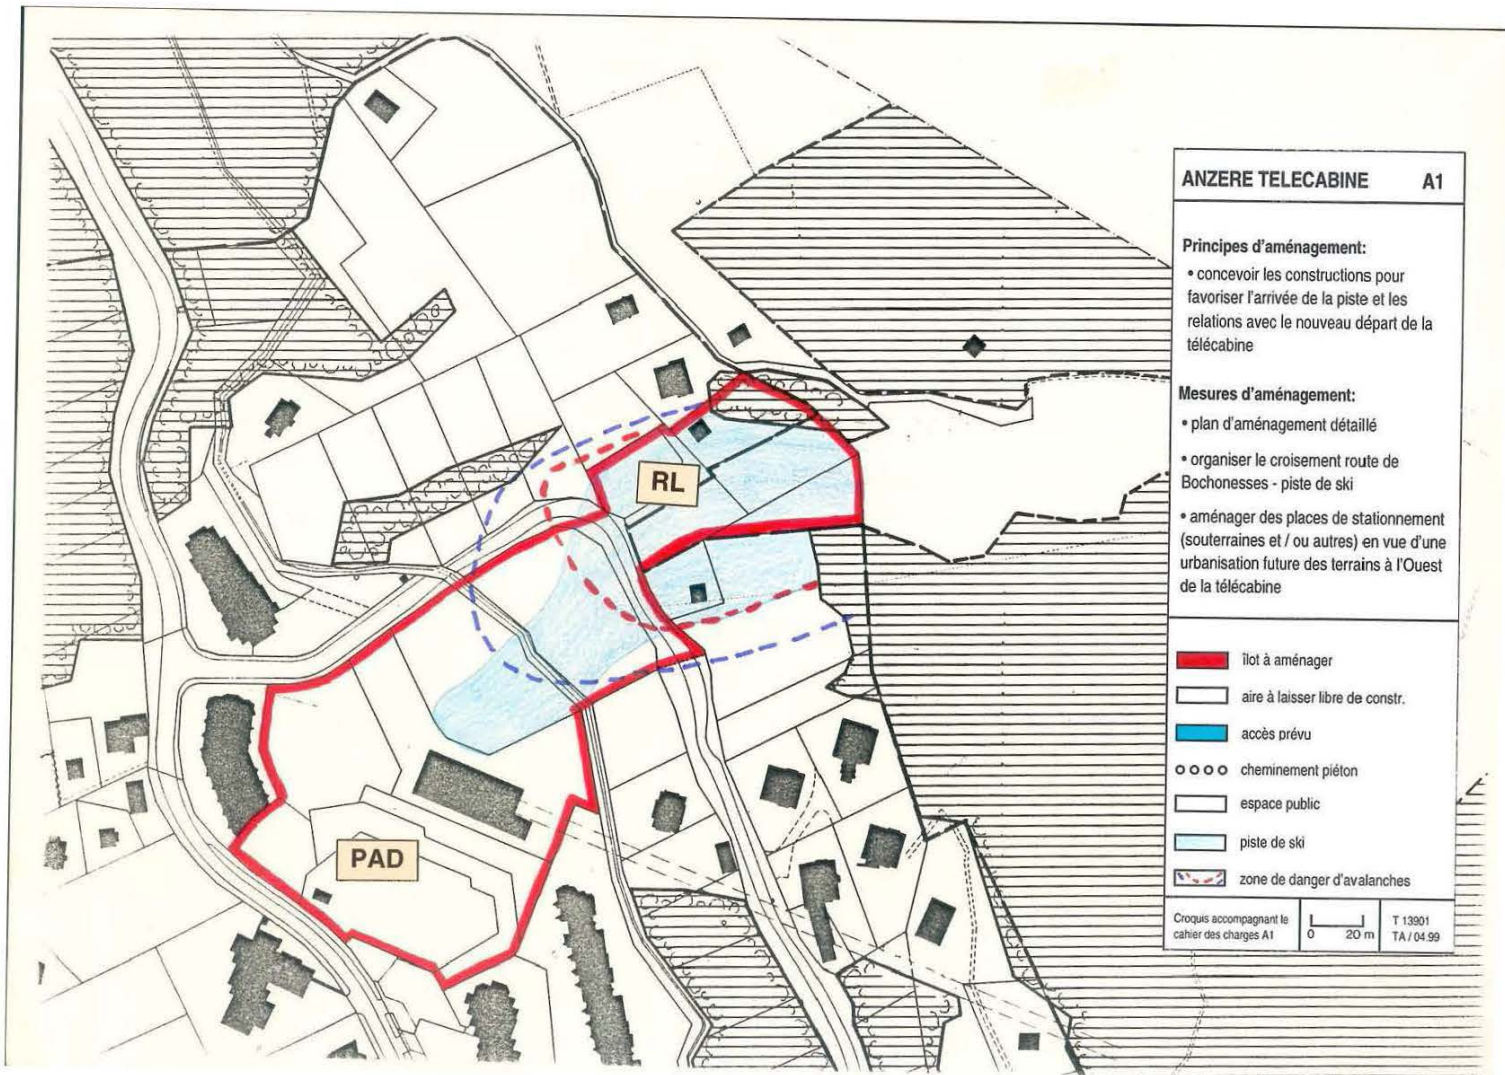 ANZERE TELECABINE A1
Principes d'aménagement:
• concevoir les constructions pour
favoriser l'arrivée de la piste et les
relations avec le nouveau départ de la
télécabine
Mesures d'aménagement:
• plan d'aménagement détaillé
• organiser le croisement route de
Bochonesses - piste de ski
• aménager des places de stationnement
(souterraines et / ou autres) en vue d'une
urbanisation future des terrains à l'Ouest
de la télécabine
îlot à aménager
aire à laisser libre de constr.
accès prévu
cheminement piéton
espace public
piste de ski
zone de danger d'avalanches
Croquis accompagnant le
cahier des charges A1
0 20 m
T 13901
TA / 04.99
RL
PAD